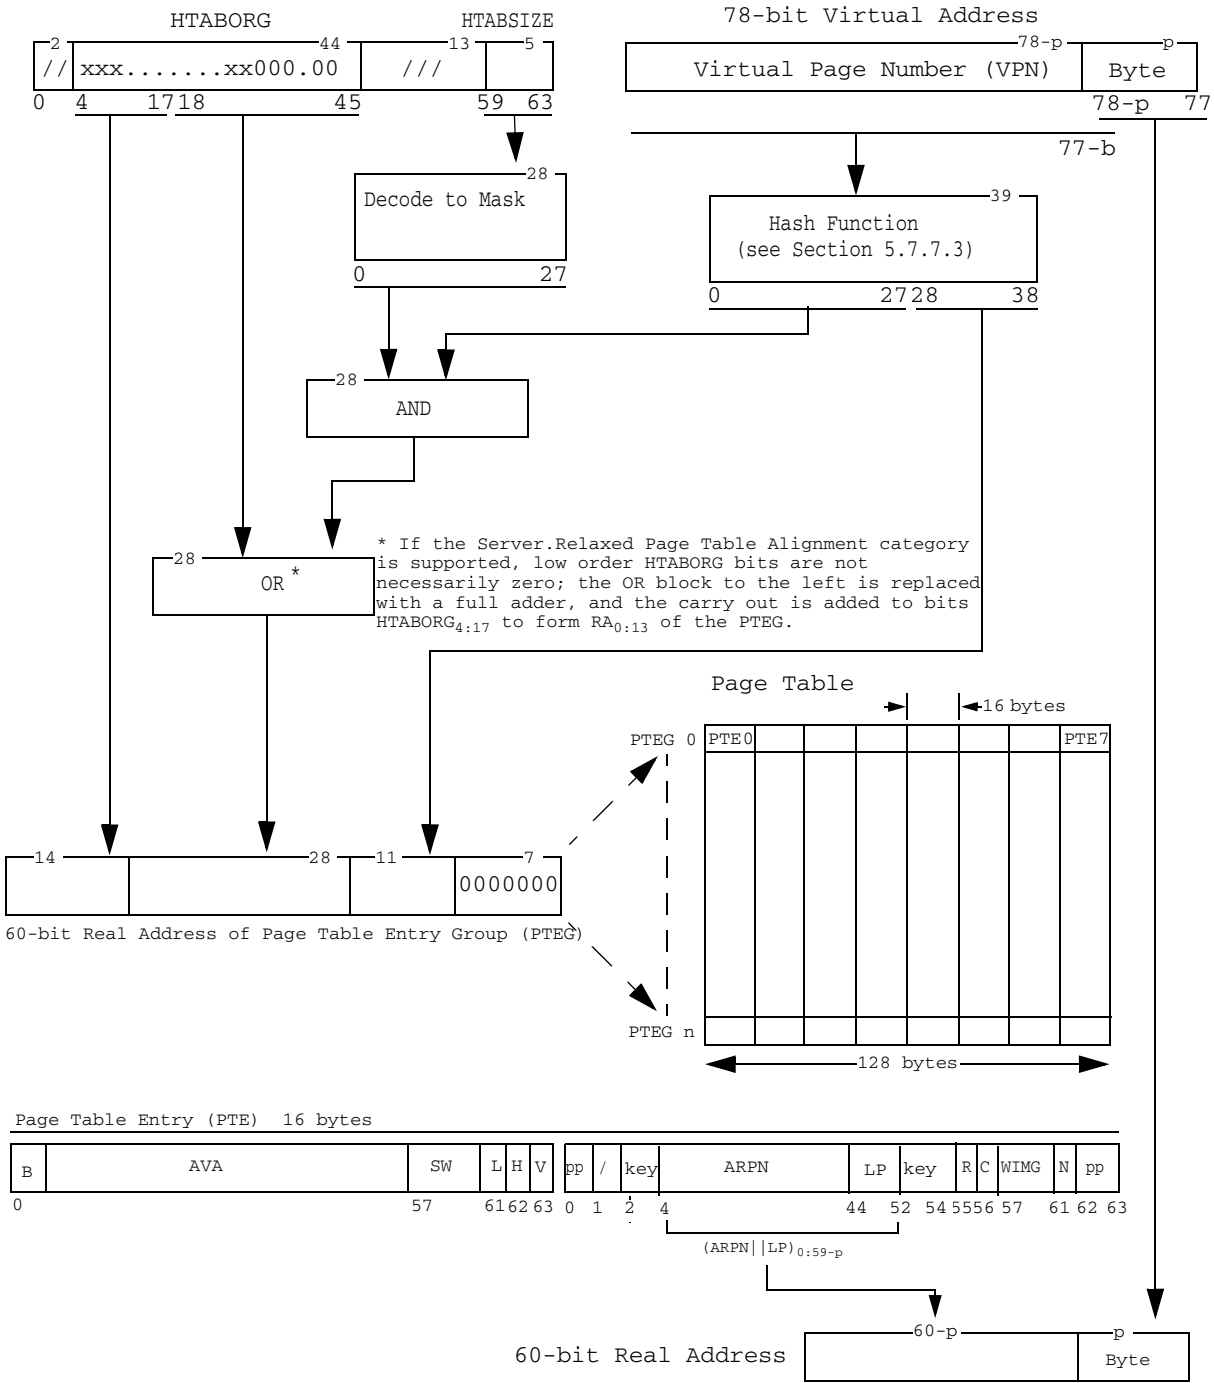 HTABORG HTABSIZE
78-bit Virtual Address
2 44 13 5
78-p p
// xxx.......xx000.00 ///
Virtual Page Number (VPN) Byte
0 4 17 18 45 59 63
78-p 77
77-b
28
Decode to Mask
0 27
39
Hash Function
(see Section 5.7.7.3)
0 27 28 38
28
AND
28
OR *
* If the Server.Relaxed Page Table Alignment category
is supported, low order HTABORG bits are not
necessarily zero; the OR block to the left is replaced
with a full adder, and the carry out is added to bits
HTABORG4:17 to form RA0:13 of the PTEG.
Page Table
16 bytes
PTEG 0 PTE0 PTE7
14 28 11 7
0000000
60-bit Real Address of Page Table Entry Group (PTEG)
PTEG n
128 bytes
Page Table Entry (PTE) 16 bytes
B AVA SW L H V pp / key ARPN LP key R C WIMG N pp
0 57 61 62 63 0 1 2 4 44 52 54 55 56 57 61 62 63
(ARPN||LP)0:59-p
60-p p
60-bit Real Address Byte